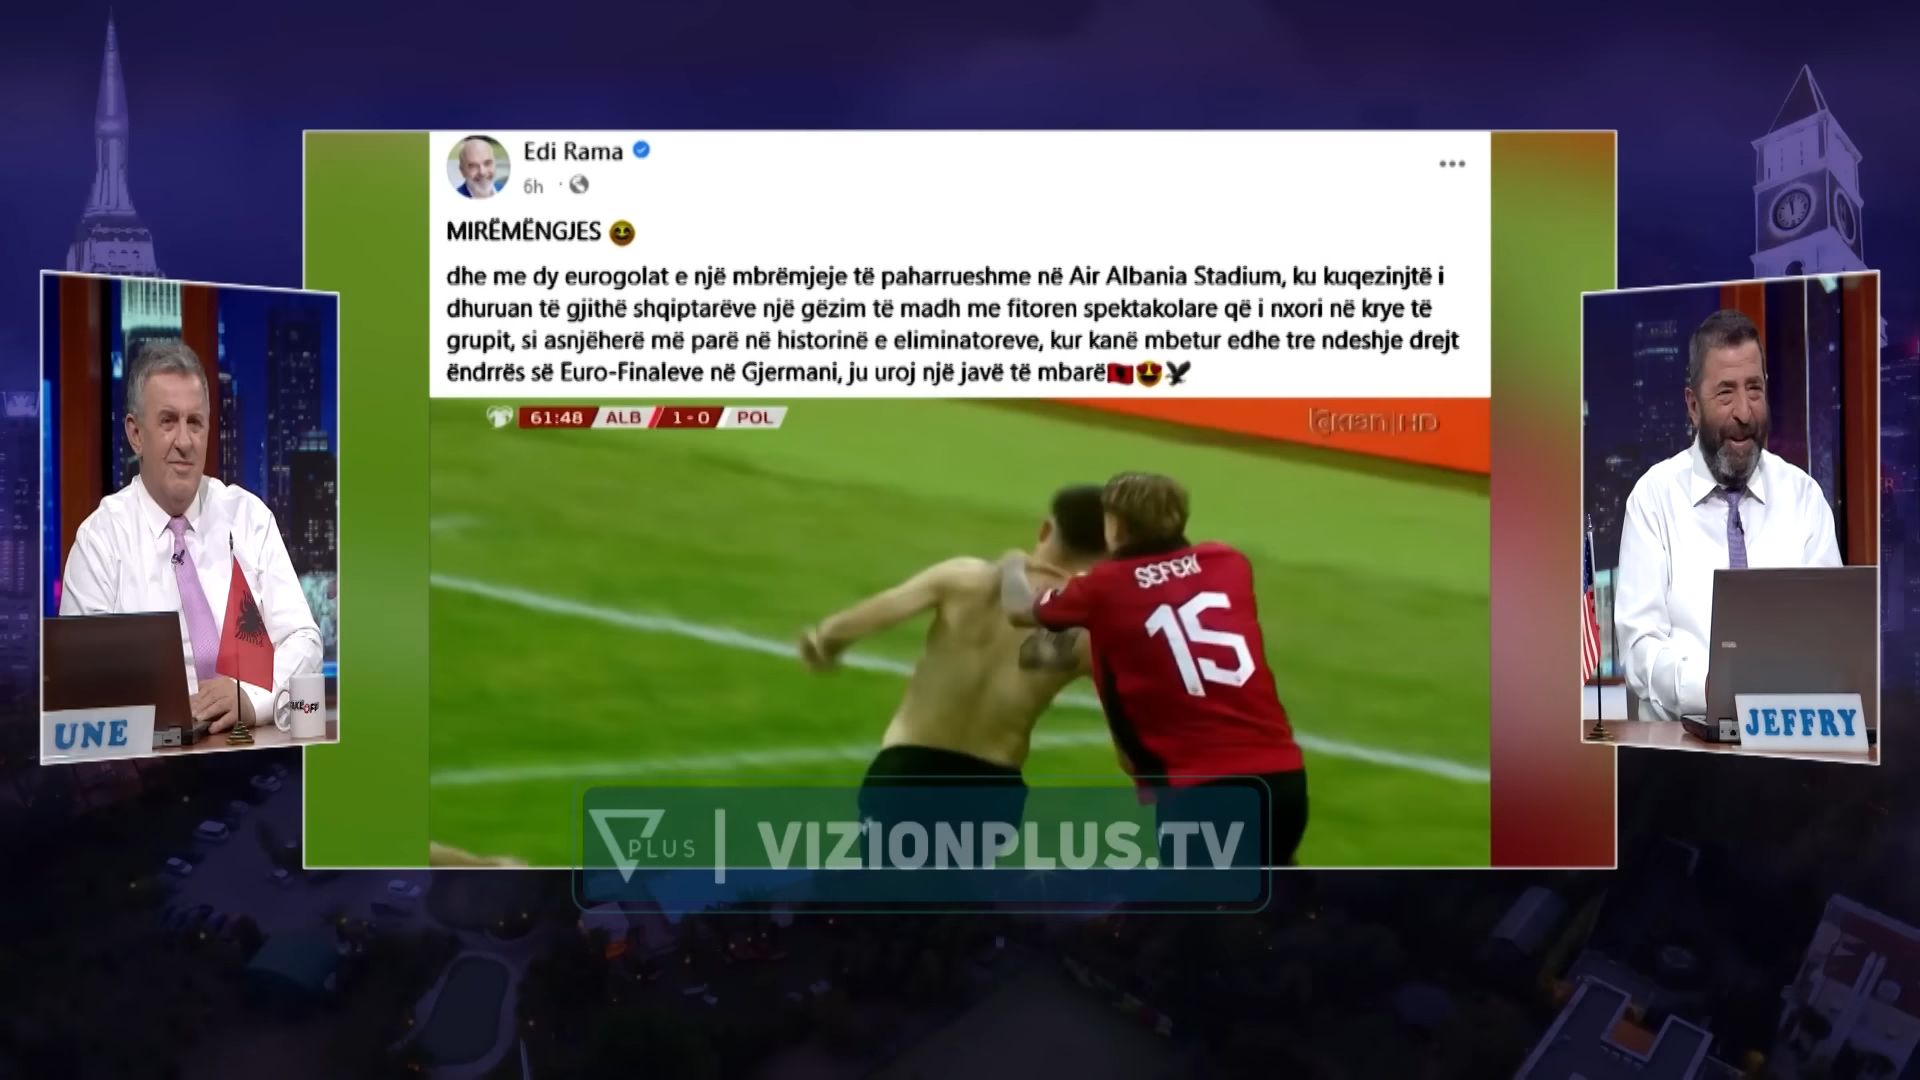 Edi Rama
6h
MIRËMËNGJES
dhe me dy eurogolat e një mbrëmjeje të paharrueshme në Air Albania Stadium, ku kuqezinjtë i
dhuruan të gjithë shqiptarëve një gëzim të madh me fitoren spektakolare që i nxori në krye të
grupit, si asnjëherë më parë në historinë e eliminatoreve, kur kanë mbetur edhe tre ndeshje drejt
ëndrrës së Euro-Finaleve në Gjermani, ju uroj një javë të mbarë
61:48 ALB 1-0 POL
HD
SEFERI
15
UNE
JEFFRY
PLUS | VIZIONPLUS.TV